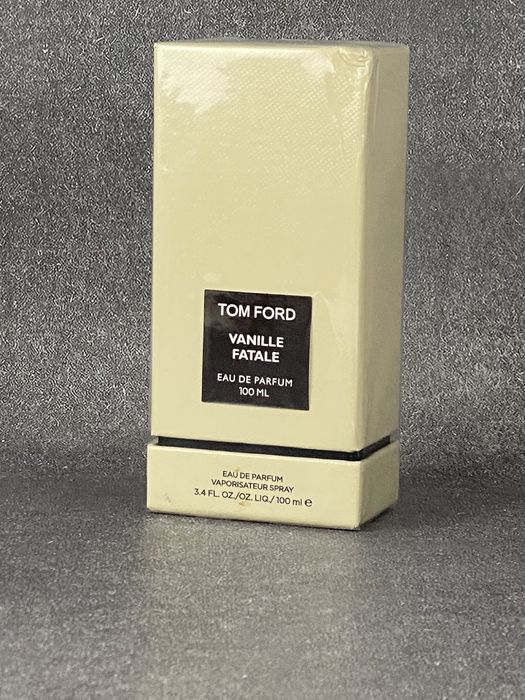 TOM FORD
VANILLE
FATALE
EAU DE PARFUM
100 ML
EAU DE PARFUM
VAPORISATEUR SPRAY
3.4 FL. OZ./OZ. LIQ./100 ml ℮